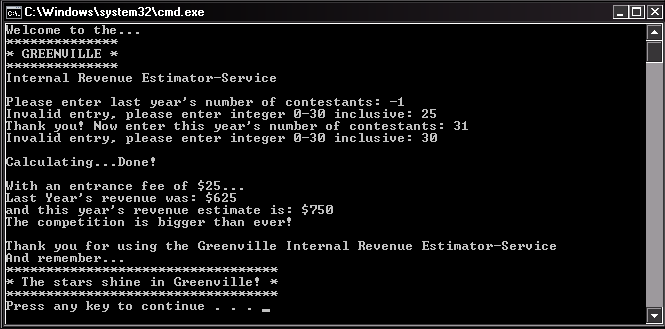 C:\Windows\system32\cmd.exe
Welcome to the...
**************
* GREENVILLE *
**************
Internal Revenue Estimator-Service
Please enter last year's number of contestants: -1
Invalid entry, please enter integer 0-30 inclusive: 25
Thank you! Now enter this year's number of contestants: 31
Invalid entry, please enter integer 0-30 inclusive: 30
Calculating...Done!
With an entrance fee of $25...
Last Year's revenue was: $625
and this year's revenue estimate is: $750
The competition is bigger than ever!
Thank you for using the Greenville Internal Revenue Estimator-Service
And remember...
**********************************
* The stars shine in Greenville! *
**********************************
Press any key to continue . . . _